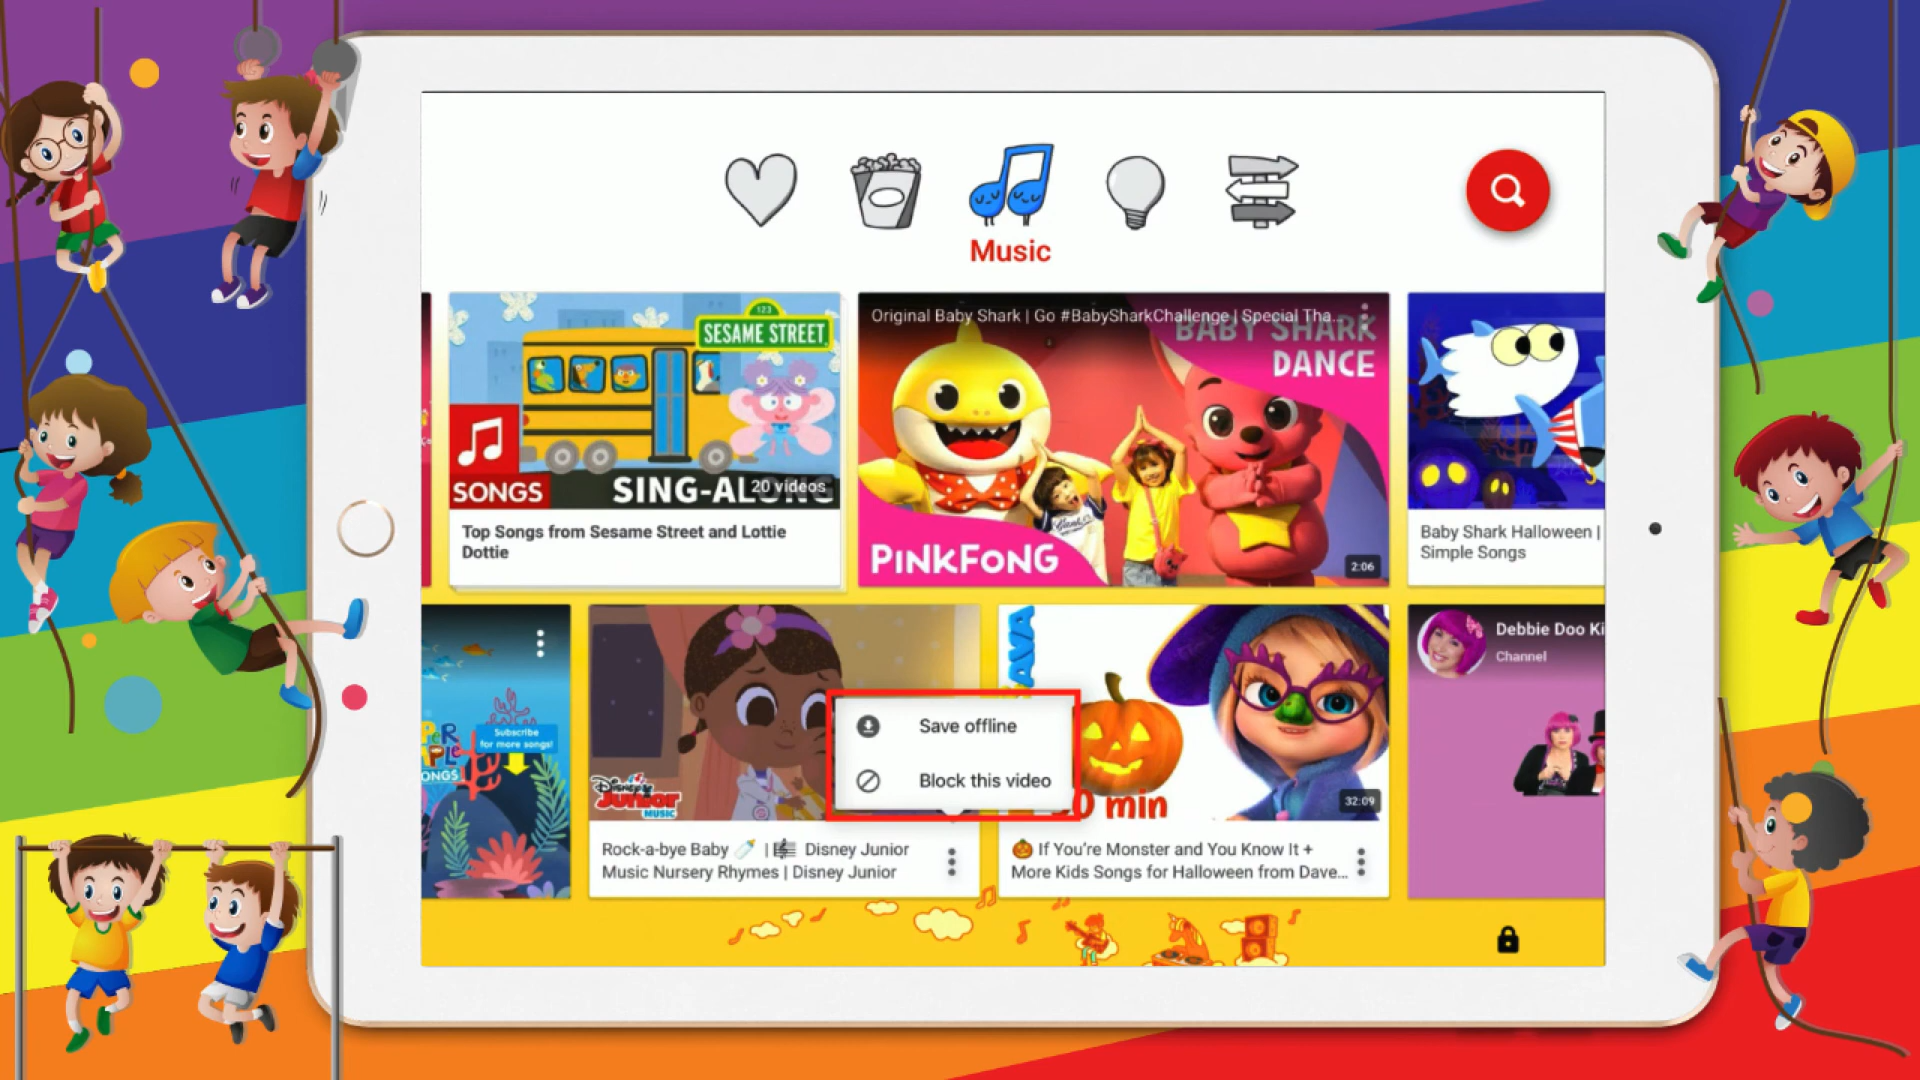 Music
123
SESAME STREET
SONGS
20 videos
Top Songs from Sesame Street and Lottie
Dottie
Original Baby Shark | Go #BabySharkChallenge | Special Tha...
BABY SHARK
DANCE
PINKFONG
2:06
Baby Shark Halloween |
Simple Songs
Subscribe
for more songs!
ONGS
Disney
Junior
MUSIC
Rock-a-bye Baby 🍼 | 🎼 Disney Junior
Music Nursery Rhymes | Disney Junior
Save offline
Block this video
AVA
0 min
32:09
🎃 If You're Monster and You Know It +
More Kids Songs for Halloween from Dave...
Debbie Doo Ki
Channel